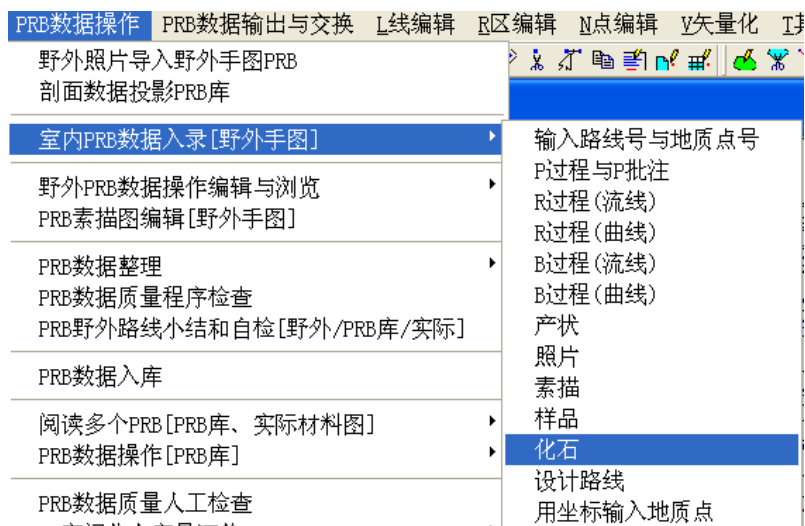 PRB数据操作 PRB数据输出与交换 L线编辑 R区编辑 N点编辑 V矢量化
野外照片导入野外手图PRB
剖面数据投影PRB库
室内PRB数据入录[野外手图]
野外PRB数据操作编辑与浏览
PRB素描图编辑[野外手图]
PRB数据整理
PRB数据质量程序检查
PRB野外路线小结和自检[野外/PRB库/实际]
PRB数据入库
阅读多个PRB[PRB库、实际材料图]
PRB数据操作[PRB库]
PRB数据质量人工检查
输入路线号与地质点号
P过程与P批注
R过程(流线)
R过程(曲线)
B过程(流线)
B过程(曲线)
产状
照片
素描
样品
化石
设计路线
用坐标输入地质点